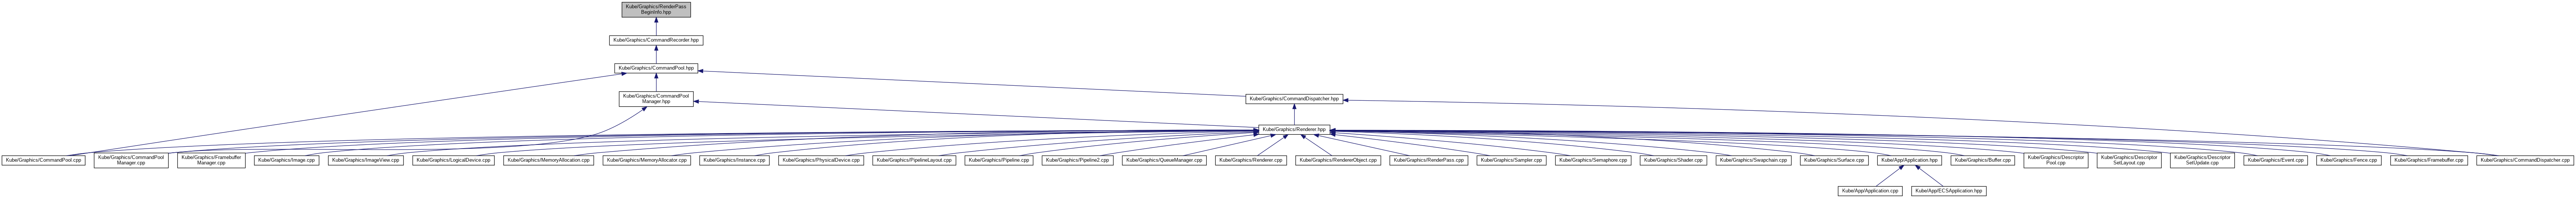 Kube/Graphics/RenderPass
BeginInfo.hpp
Kube/Graphics/CommandRecorder.hpp
Kube/Graphics/CommandPool.hpp
Kube/Graphics/CommandPool
Manager.hpp
Kube/Graphics/CommandDispatcher.hpp
Kube/Graphics/Renderer.hpp
Kube/Graphics/CommandPool.cpp
Kube/Graphics/CommandPool
Manager.cpp
Kube/Graphics/Framebuffer
Manager.cpp
Kube/Graphics/Image.cpp
Kube/Graphics/ImageView.cpp
Kube/Graphics/LogicalDevice.cpp
Kube/Graphics/MemoryAllocation.cpp
Kube/Graphics/MemoryAllocator.cpp
Kube/Graphics/Instance.cpp
Kube/Graphics/PhysicalDevice.cpp
Kube/Graphics/PipelineLayout.cpp
Kube/Graphics/Pipeline.cpp
Kube/Graphics/Pipeline2.cpp
Kube/Graphics/QueueManager.cpp
Kube/Graphics/Renderer.cpp
Kube/Graphics/RenderObject.cpp
Kube/Graphics/RenderPass.cpp
Kube/Graphics/Sampler.cpp
Kube/Graphics/Semaphore.cpp
Kube/Graphics/Shader.cpp
Kube/Graphics/Swapchain.cpp
Kube/Graphics/Surface.cpp
Kube/App/Application.hpp
Kube/Graphics/Buffer.cpp
Kube/Graphics/Descriptor
Pool.cpp
Kube/Graphics/Descriptor
SetLayout.cpp
Kube/Graphics/Descriptor
SetUpdate.cpp
Kube/Graphics/Event.cpp
Kube/Graphics/Fence.cpp
Kube/Graphics/Framebuffer.cpp
Kube/Graphics/CommandDispatcher.cpp
Kube/App/Application.cpp
Kube/App/ECSApplication.hpp